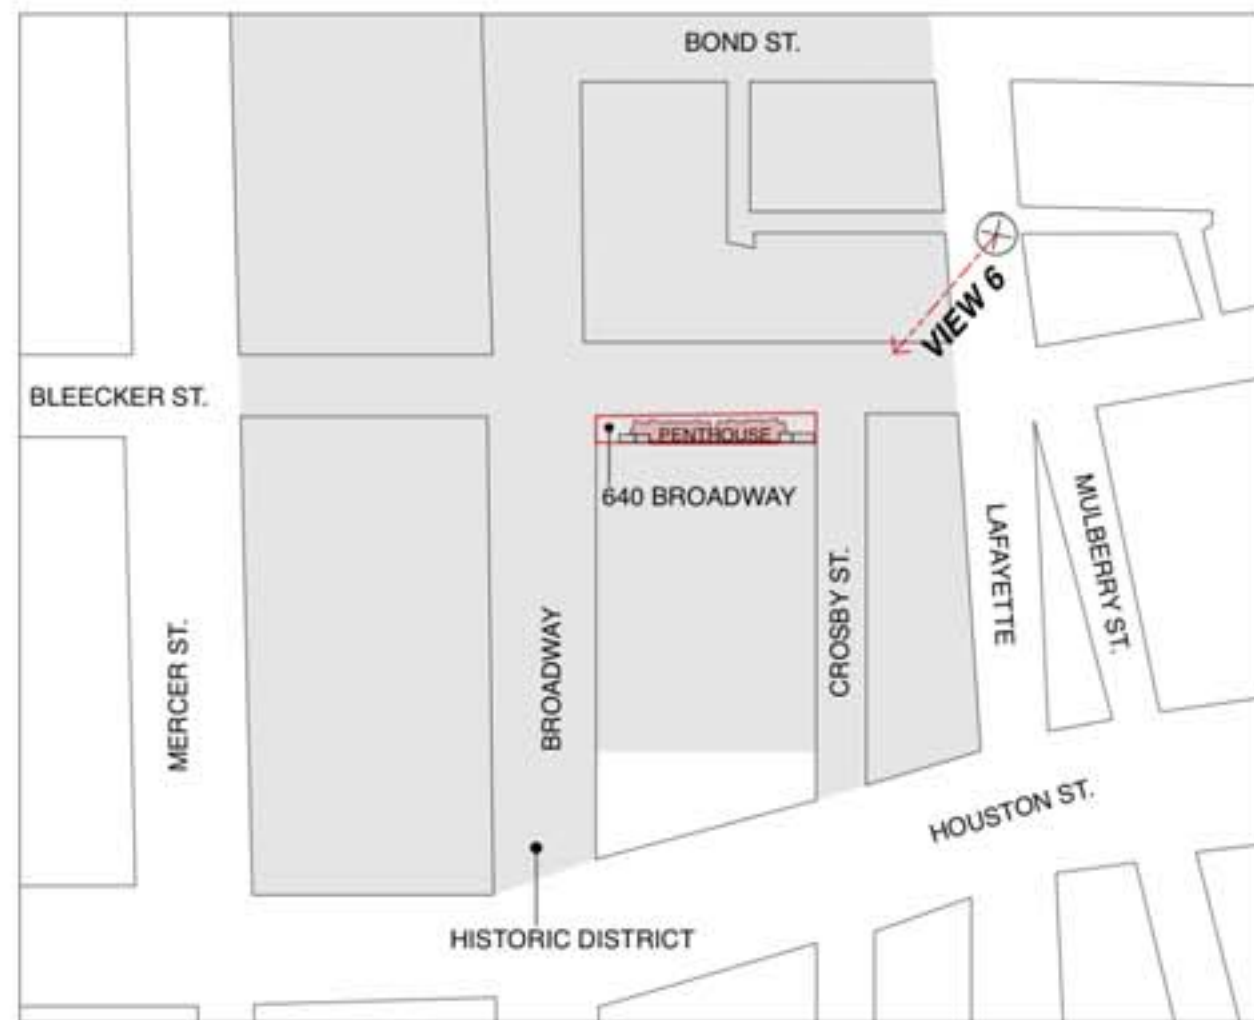 BOND ST.
VIEW 6
BLEECKER ST.
PENTHOUSE
640 BROADWAY
MERCER ST.
BROADWAY
CROSBY ST.
LAFAYETTE
MULBERRY ST.
HOUSTON ST.
HISTORIC DISTRICT